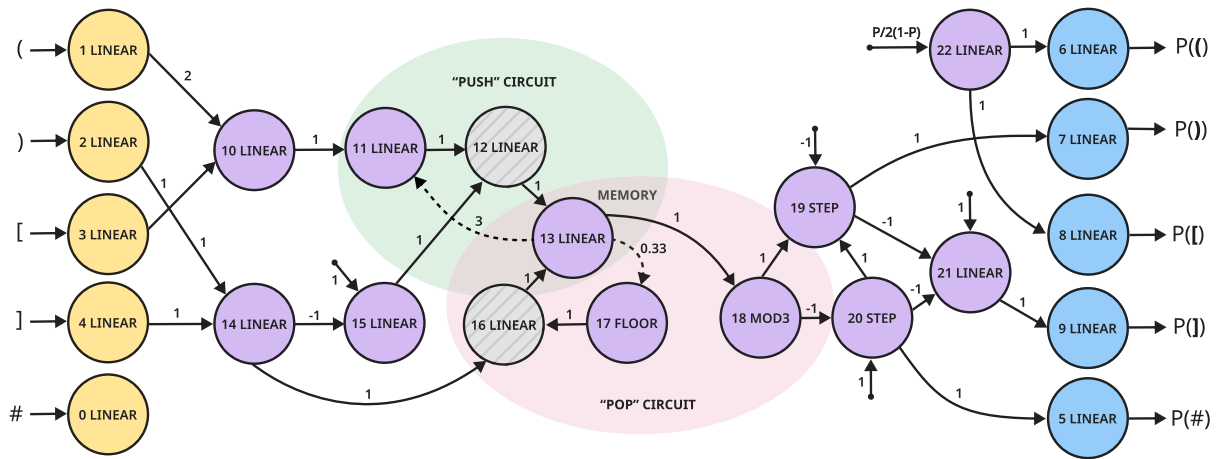 (
1 LINEAR
2
)
2 LINEAR
1
1
[
3 LINEAR
]
4 LINEAR
1
#
0 LINEAR
10 LINEAR
1
14 LINEAR
-1
1
1
15 LINEAR
1
“PUSH” CIRCUIT
11 LINEAR
1
12 LINEAR
1
3
MEMORY
13 LINEAR
1
0.33
1
16 LINEAR
1
17 FLOOR
“POP” CIRCUIT
18 MOD3
1
-1
-1
19 STEP
1
-1
1
20 STEP
1
-1
1
1
21 LINEAR
1
P/2(1-P)
22 LINEAR
1
1
6 LINEAR
P(()
7 LINEAR
P())
8 LINEAR
P([)
9 LINEAR
P(])
5 LINEAR
P(#)